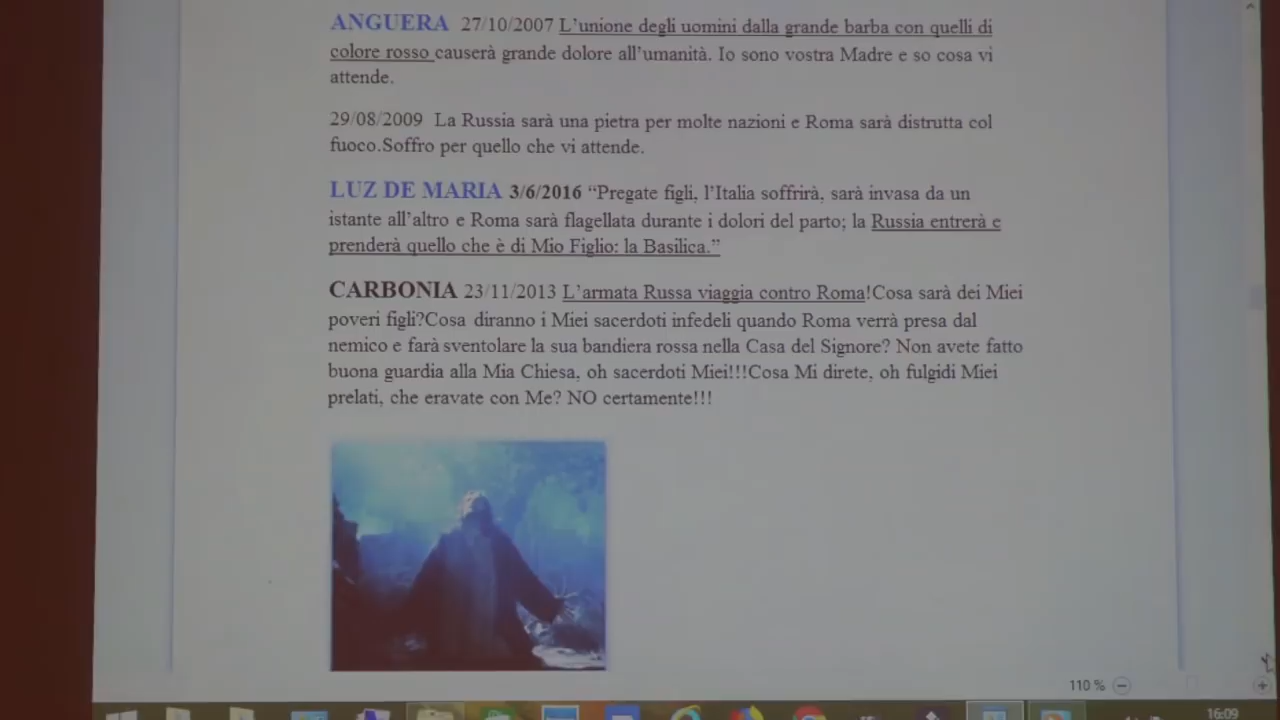 ANGUERA 27/10/2007 L'unione degli uomini dalla grande barba con quelli di
colore rosso causerà grande dolore all'umanità. Io sono vostra Madre e so cosa vi
attende.
29/08/2009 La Russia sarà una pietra per molte nazioni e Roma sarà distrutta col
fuoco.Soffro per quello che vi attende.
LUZ DE MARIA 3/6/2016 “Pregate figli, l'Italia soffrirà, sarà invasa da un
istante all'altro e Roma sarà flagellata durante i dolori del parto; la Russia entrerà e
prenderà quello che è di Mio Figlio: la Basilica.”
CARBONIA 23/11/2013 L'armata Russa viaggia contro Roma!Cosa sarà dei Miei
poveri figli?Cosa diranno i Miei sacerdoti infedeli quando Roma verrà presa dal
nemico e farà sventolare la sua bandiera rossa nella Casa del Signore? Non avete fatto
buona guardia alla Mia Chiesa, oh sacerdoti Miei!!!Cosa Mi direte, oh fulgidi Miei
prelati, che eravate con Me? NO certamente!!!
110 %
16:09